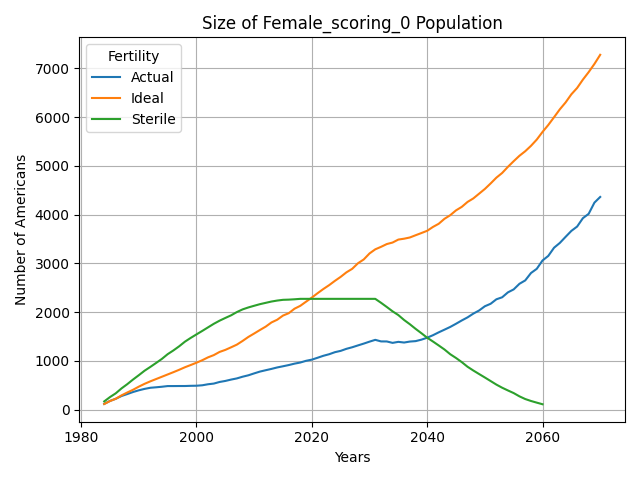 Size of Female_scoring_0 Population
Fertility
Actual
Ideal
Sterile
Number of Americans
7000
6000
5000
4000
3000
2000
1000
0
1980
2000
2020
2040
2060
Years